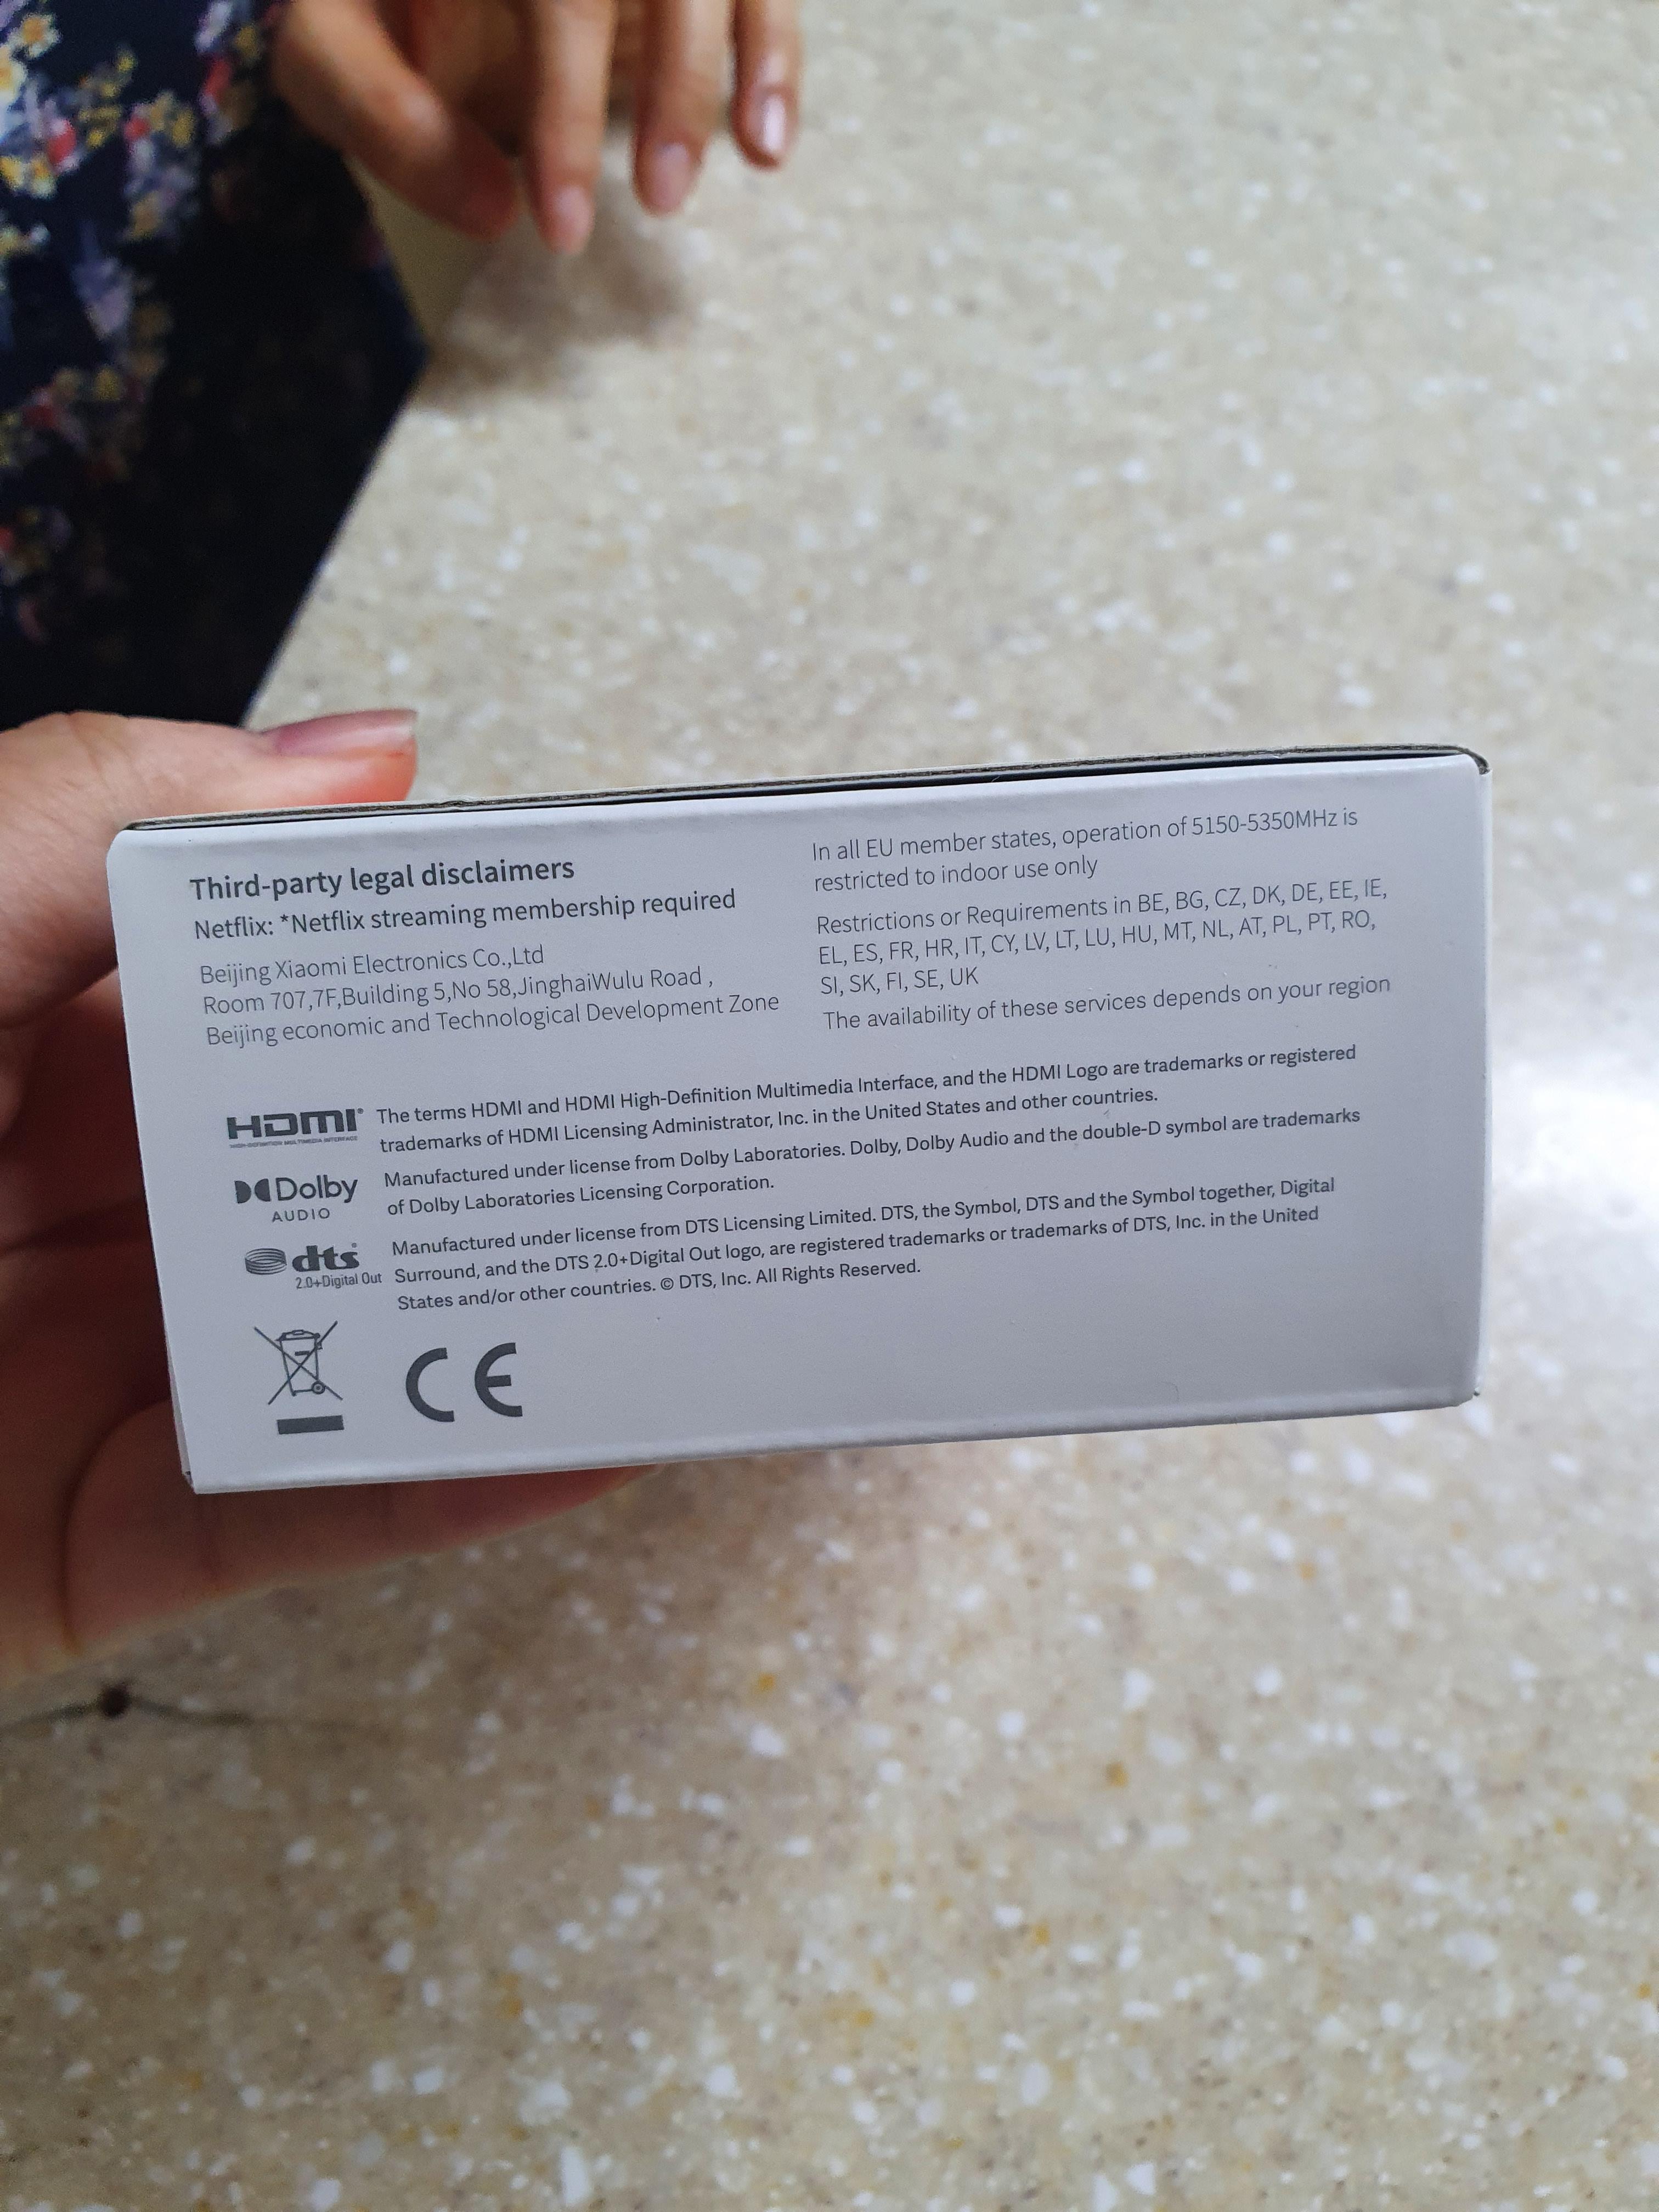 Third-party legal disclaimers
Netflix: *Netflix streaming membership required
Beijing Xiaomi Electronics Co.,Ltd
Room 707,7F,Building 5,No 58,JinghaiWulu Road ,
Beijing economic and Technological Development Zone
In all EU member states, operation of 5150-5350MHz is
restricted to indoor use only
Restrictions or Requirements in BE, BG, CZ, DK, DE, EE, IE,
EL, ES, FR, HR, IT, CY, LV, LT, LU, HU, MT, NL, AT, PL, PT, RO,
SI, SK, FI, SE, UK
The availability of these services depends on your region
HDMI®
HIGH-DEFINITION MULTIMEDIA INTERFACE
The terms HDMI and HDMI High-Definition Multimedia Interface, and the HDMI Logo are trademarks or registered
trademarks of HDMI Licensing Administrator, Inc. in the United States and other countries.
Dolby
AUDIO
Manufactured under license from Dolby Laboratories. Dolby, Dolby Audio and the double-D symbol are trademarks
of Dolby Laboratories Licensing Corporation.
dts®
2.0+Digital Out
Manufactured under license from DTS Licensing Limited. DTS, the Symbol, DTS and the Symbol together, Digital
Surround, and the DTS 2.0+Digital Out logo, are registered trademarks or trademarks of DTS, Inc. in the United
States and/or other countries. © DTS, Inc. All Rights Reserved.
CE